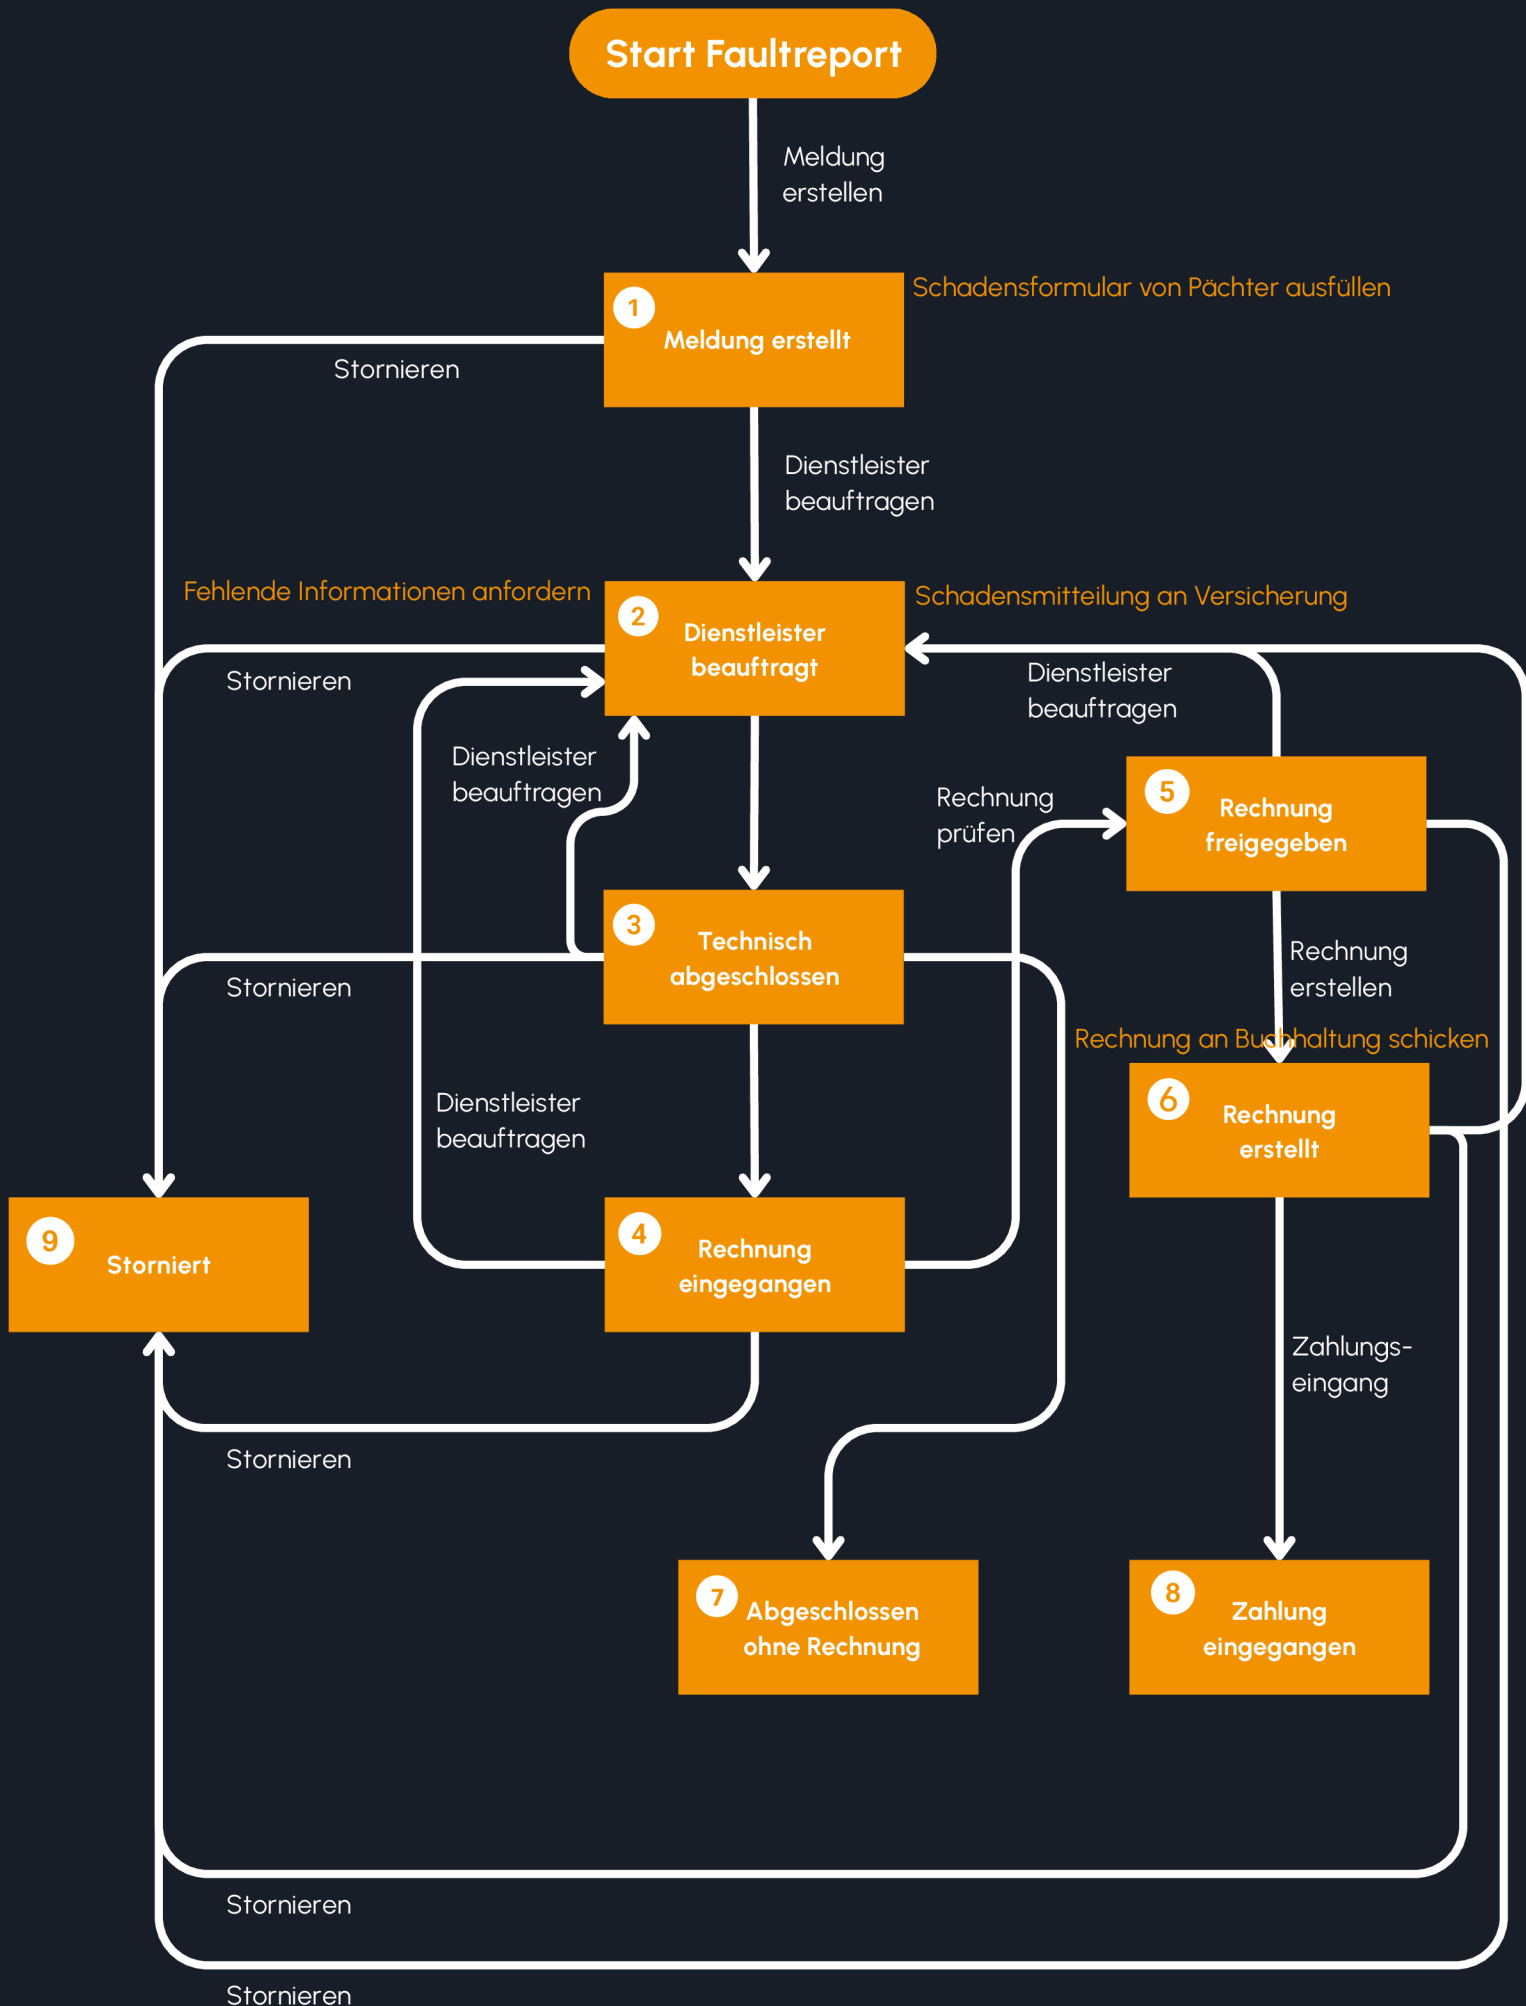 Start Faultreport
Meldung
erstellen
Schadensformular von Pächter ausfüllen
1
Meldung erstellt
Stornieren
Dienstleister
beauftragen
Fehlende Informationen anfordern
Schadensmitteilung an Versicherung
2
Dienstleister
beauftragt
Stornieren
Dienstleister
beauftragen
Dienstleister
beauftragen
Rechnung
prüfen
5
Rechnung
freigegeben
3
Technisch
abgeschlossen
Stornieren
Rechnung
erstellen
Rechnung an Buchhaltung schicken
6
Rechnung
erstellt
Dienstleister
beauftragen
9
Storniert
4
Rechnung
eingegangen
Zahlungs-
eingang
Stornieren
7
Abgeschlossen
ohne Rechnung
8
Zahlung
eingegangen
Stornieren
Stornieren